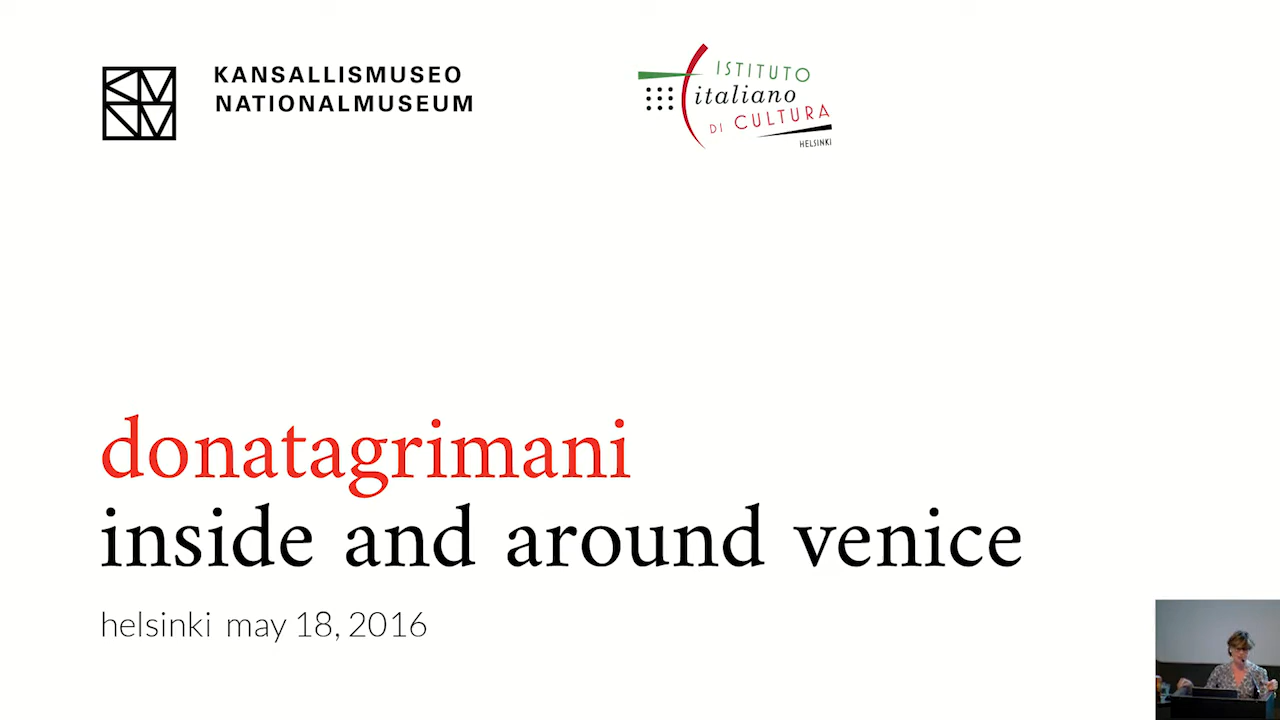 KANSALLISMUSEO
NATIONALMUSEUM
ISTITUTO
italiano
DI CULTURA
HELSINKI
donatagrimani
inside and around venice
helsinki may 18, 2016